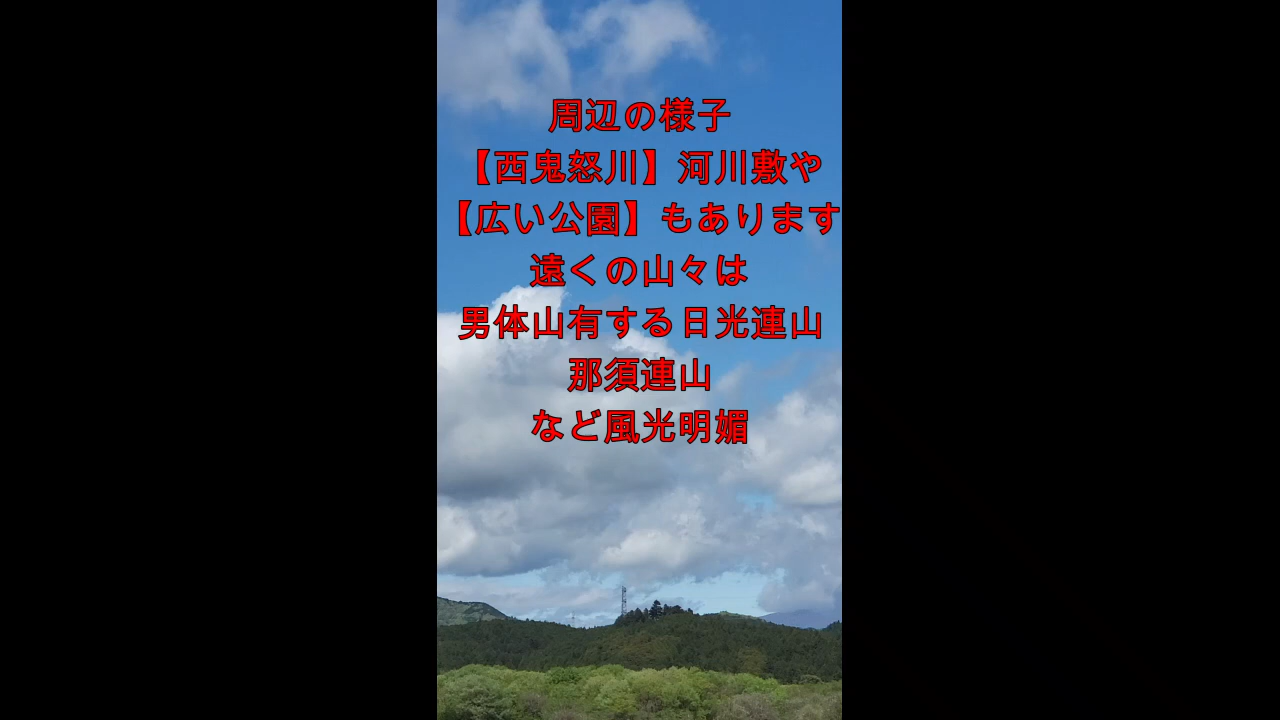 周辺の様子
【西鬼怒川】河川敷や
【広い公園】もあります
遠くの山々は
男体山有する日光連山
那須連山
など風光明媚